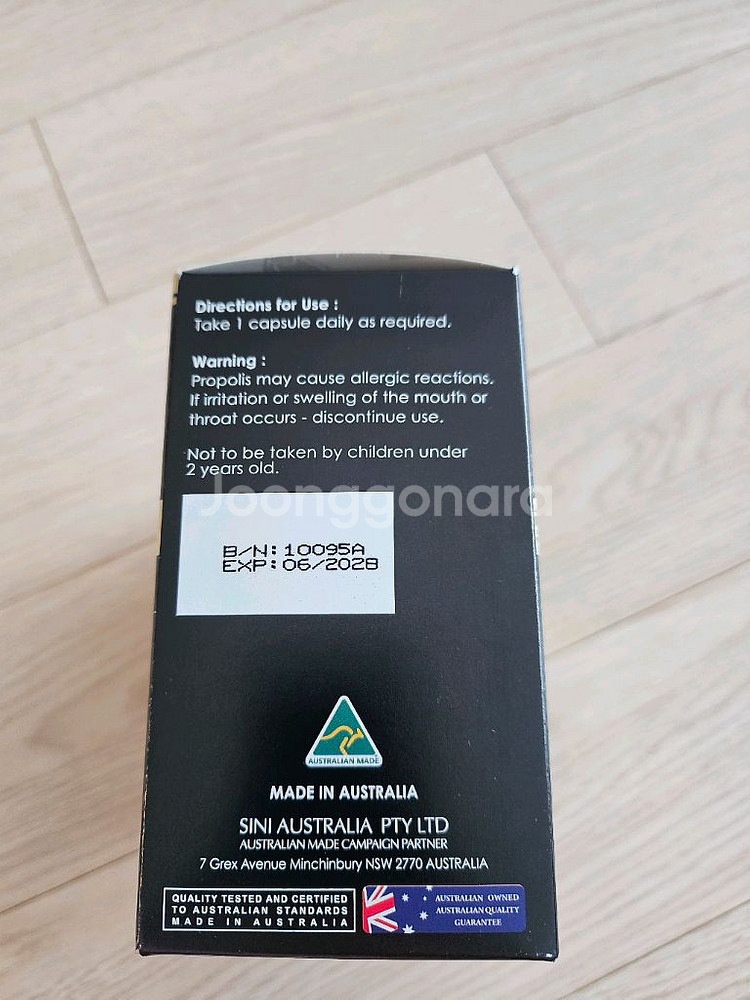 Directions for Use :
Take 1 capsule daily as required.
Warning :
Propolis may cause allergic reactions.
If irritation or swelling of the mouth or
throat occurs - discontinue use.
Not to be taken by children under
2 years old.
Joonggonara
B/N:10095A
EXP:06/2028
AUSTRALIAN MADE
MADE IN AUSTRALIA
SINI AUSTRALIA PTY LTD
AUSTRALIAN MADE CAMPAIGN PARTNER
7 Grex Avenue Minchinbury NSW 2770 AUSTRALIA
QUALITY TESTED AND CERTIFIED
TO AUSTRALIAN STANDARDS
MADE IN AUSTRALIA
AUSTRALIAN OWNED
AUSTRALIAN QUALITY
GUARANTEE